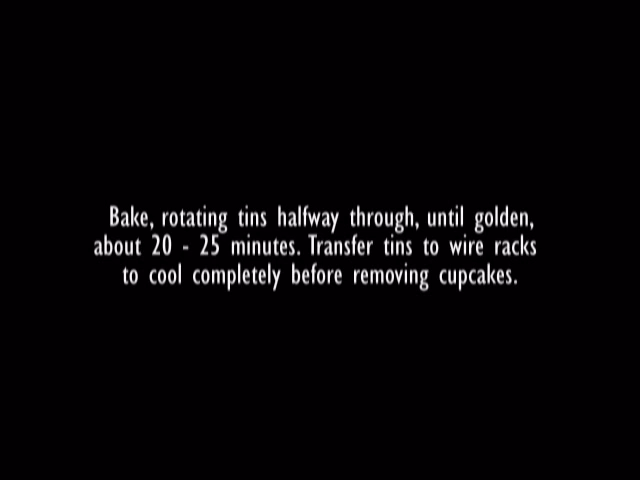 Bake, rotating tins halfway through, until golden,
about 20 - 25 minutes. Transfer tins to wire racks
to cool completely before removing cupcakes.